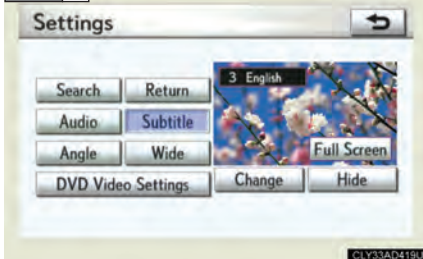 Settings
3 English
Search Return
Audio Subtitle
Angle Wide
Full Screen
DVD Video Settings Change Hide
CLY33AD419U